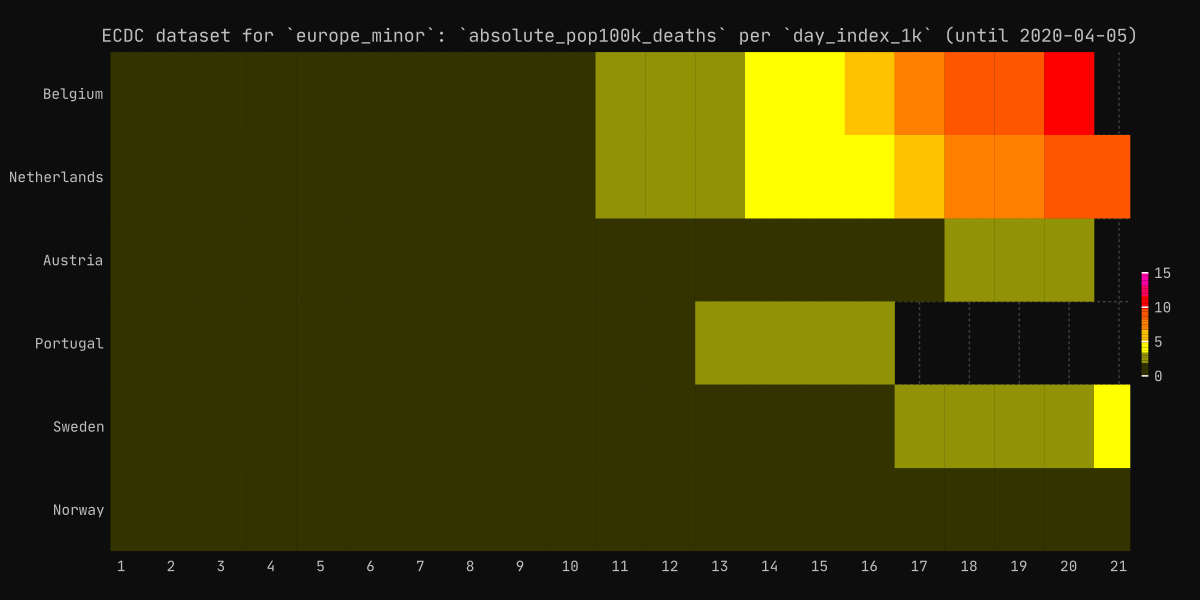 ECDC dataset for `europe_minor`: `absolute_pop100k_deaths` per `day_index_1k` (until 2020-04-05)
Belgium
Netherlands
Austria
Portugal
Sweden
Norway
15
10
5
0
1 2 3 4 5 6 7 8 9 10 11 12 13 14 15 16 17 18 19 20 21